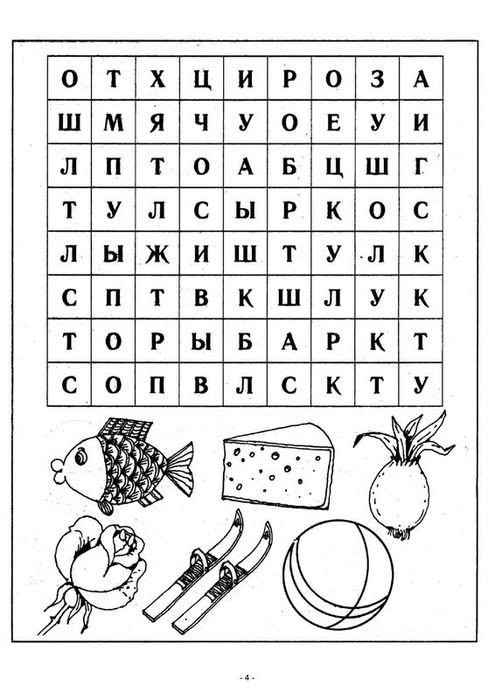 О Т Х Ц И Р О З А
Ш М Я Ч У О Е У И
Л П Т О А Б Ц Ш Г
Т У Л С Ы Р К О С
Л Ы Ж И Ш Т У Л К
С П Т В К Ш Л У К
Т О Р Ы Б А Р К Т
С О П В Л С К Т У
- 4 -